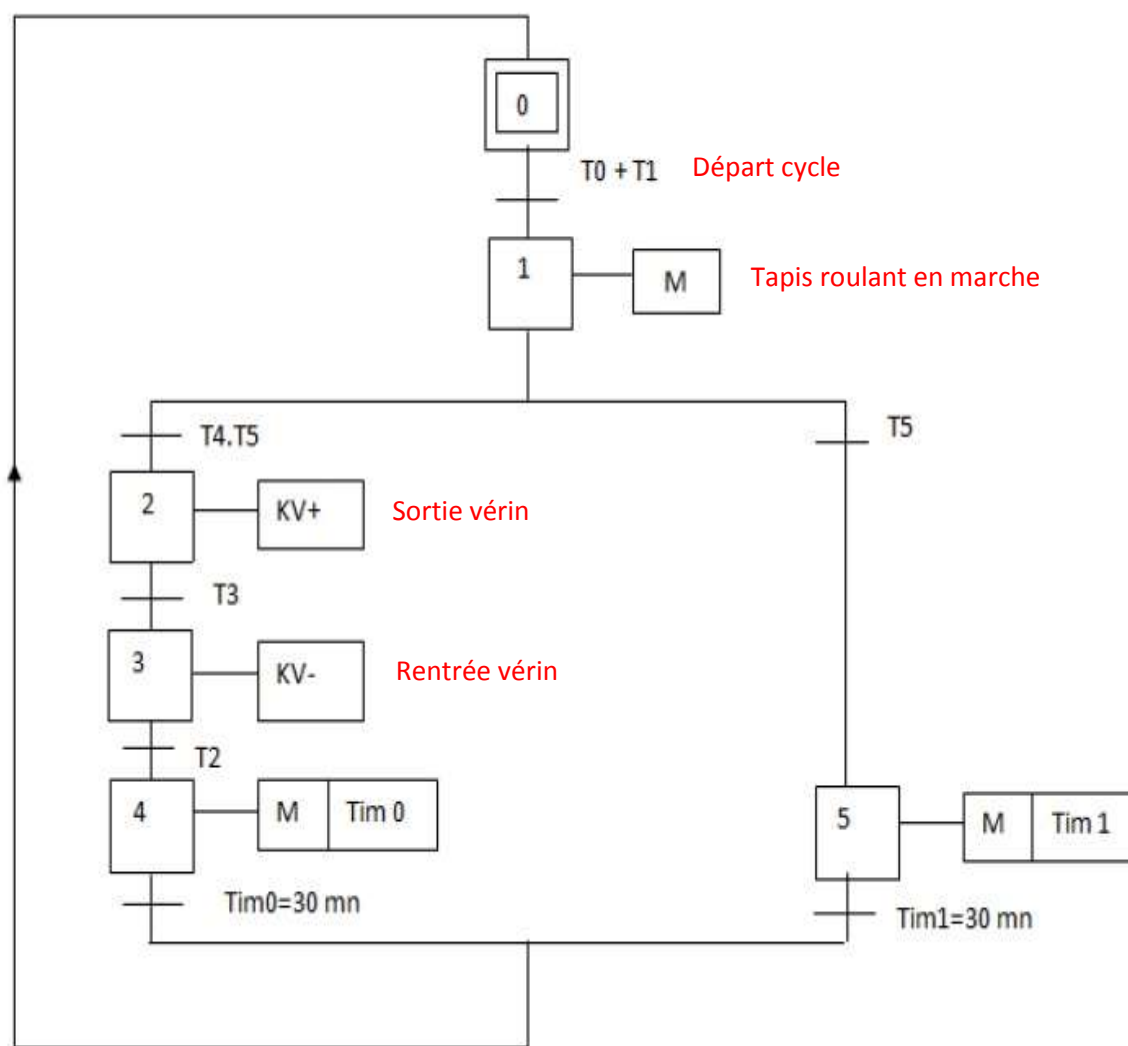 0
T0 + T1 Départ cycle
1 M Tapis roulant en marche
T4.T5 T5
2 KV+ Sortie vérin
T3
3 KV- Rentrée vérin
T2
4 M Tim 0
5 M Tim 1
Tim0=30 mn
Tim1=30 mn